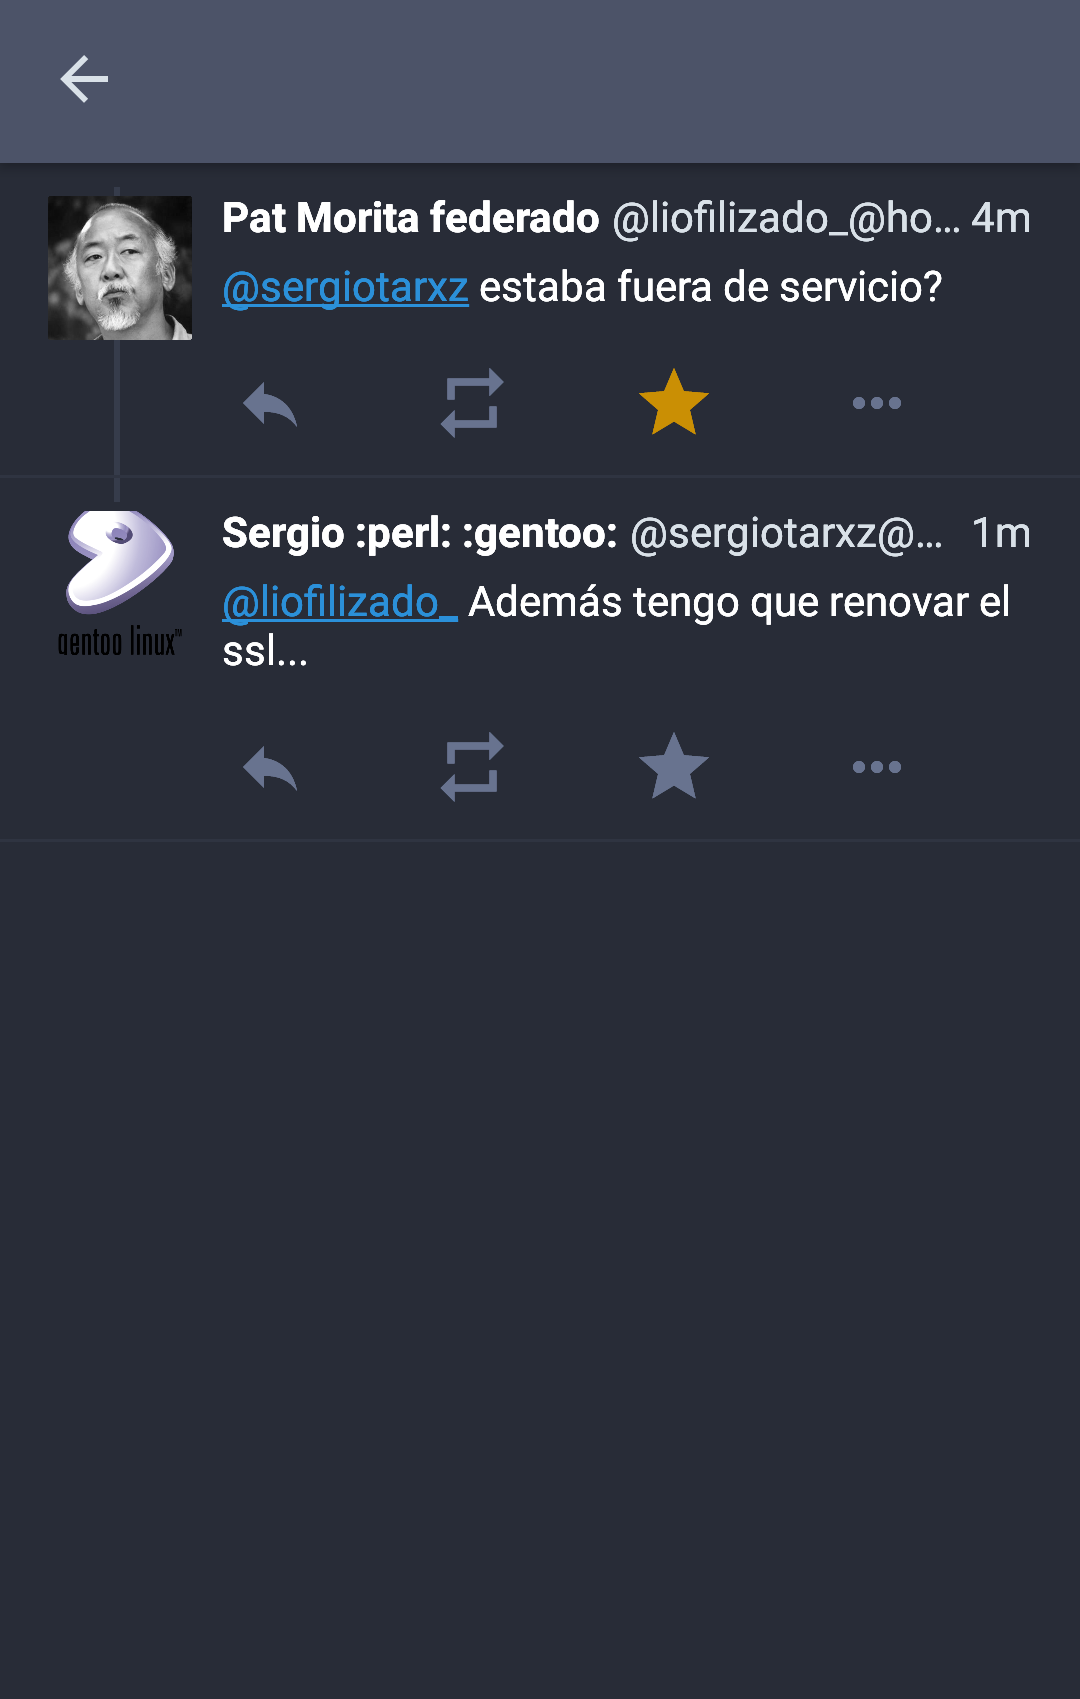 Pat Morita federado @liofilizado_@ho... 4m
@sergiotarxz estaba fuera de servicio?
Sergio :perl: :gentoo: @sergiotarxz@... 1m
@liofilizado_ Además tengo que renovar el
ssl...
gentoo linux™